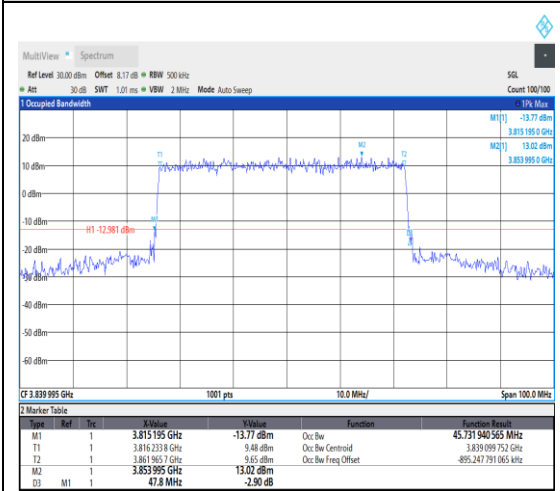 MultiView Spectrum
Ref Level 30.00 dBm Offset 8.17 dB RBW 500 kHz SGL
Att 30 dB SWT 1.01 ms VBW 2 MHz Mode Auto Sweep Count 100/100
1 Occupied Bandwidth 1Pk Max
M1[1] -13.77 dBm
3.815 195 0 GHz
M2[1] 13.02 dBm
3.853 995 0 GHz
20 dBm
M2
T1 T2
10 dBm
0 dBm
-10 dBm
M1
H1 -12.981 dBm
-20 dBm
-30 dBm
-40 dBm
-50 dBm
-60 dBm
CF 3.839 995 GHz 1001 pts 10.0 MHz/ Span 100.0 MHz
2 Marker Table
Type Ref Trc X-Value Y-Value Function Function Result
M1 1 3.815 195 GHz -13.77 dBm Occ Bw 45.731 940 565 MHz
T1 1 3.816 233 8 GHz 9.48 dBm Occ Bw Centroid 3.839 099 752 GHz
T2 1 3.861 965 7 GHz 9.65 dBm Occ Bw Freq Offset -895.247 791 065 kHz
M2 1 3.853 995 GHz 13.02 dBm
D3 M1 1 47.8 MHz -2.90 dB